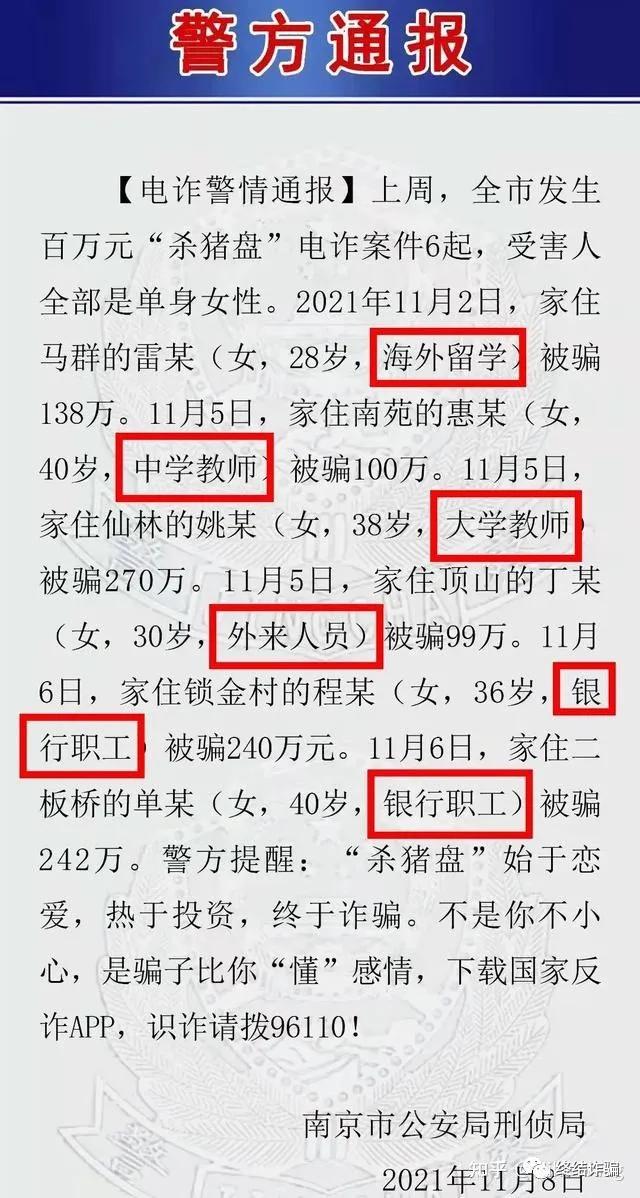 警方通报
【电诈警情通报】上周，全市发生
百万元“杀猪盘”电诈案件6起，受害人
全部是单身女性。2021年11月2日，家住
马群的雷某（女，28岁，海外留学）被骗
138万。11月5日，家住南苑的惠某（女，
40岁，中学教师）被骗100万。11月5日，
家住仙林的姚某（女，38岁，大学教师）
被骗270万。11月5日，家住顶山的丁某
（女，30岁，外来人员）被骗99万。11月
6日，家住锁金村的程某（女，36岁，银
行职工）被骗240万元。11月6日，家住二
板桥的单某（女，40岁，银行职工）被骗
242万。警方提醒：“杀猪盘”始于恋
爱，热于投资，终于诈骗。不是你不小
心，是骗子比你“懂”感情，下载国家反
诈APP，识诈请拨96110！
南京市公安局刑侦局
知乎 终结诈骗
2021年11月8日